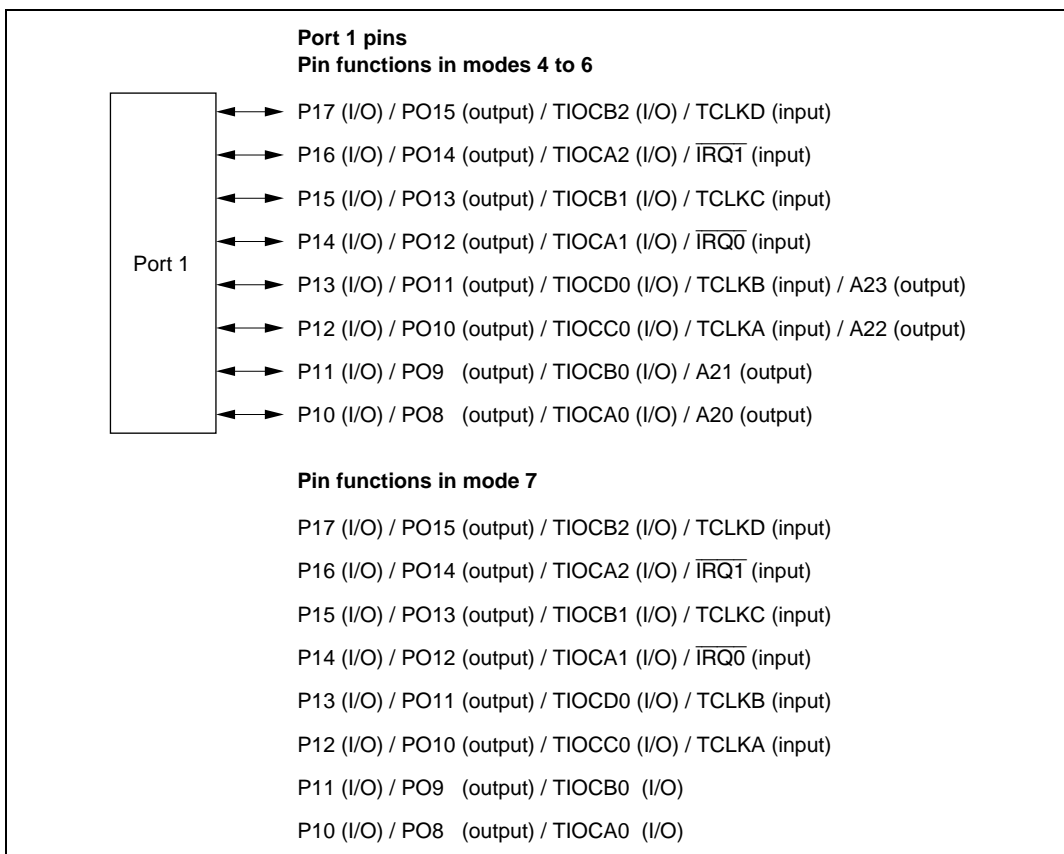 Port 1 pins
Pin functions in modes 4 to 6
P17 (I/O) / PO15 (output) / TIOCB2 (I/O) / TCLKD (input)
P16 (I/O) / PO14 (output) / TIOCA2 (I/O) / I̅R̅Q̅1̅ (input)
P15 (I/O) / PO13 (output) / TIOCB1 (I/O) / TCLKC (input)
P14 (I/O) / PO12 (output) / TIOCA1 (I/O) / I̅R̅Q̅0̅ (input)
Port 1
P13 (I/O) / PO11 (output) / TIOCD0 (I/O) / TCLKB (input) / A23 (output)
P12 (I/O) / PO10 (output) / TIOCC0 (I/O) / TCLKA (input) / A22 (output)
P11 (I/O) / PO9 (output) / TIOCB0 (I/O) / A21 (output)
P10 (I/O) / PO8 (output) / TIOCA0 (I/O) / A20 (output)
Pin functions in mode 7
P17 (I/O) / PO15 (output) / TIOCB2 (I/O) / TCLKD (input)
P16 (I/O) / PO14 (output) / TIOCA2 (I/O) / I̅R̅Q̅1̅ (input)
P15 (I/O) / PO13 (output) / TIOCB1 (I/O) / TCLKC (input)
P14 (I/O) / PO12 (output) / TIOCA1 (I/O) / I̅R̅Q̅0̅ (input)
P13 (I/O) / PO11 (output) / TIOCD0 (I/O) / TCLKB (input)
P12 (I/O) / PO10 (output) / TIOCC0 (I/O) / TCLKA (input)
P11 (I/O) / PO9 (output) / TIOCB0 (I/O)
P10 (I/O) / PO8 (output) / TIOCA0 (I/O)